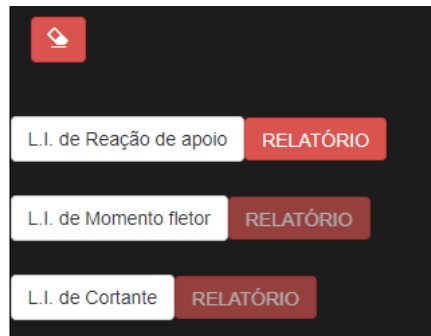 L.I. de Reação de apoio RELATÓRIO
L.I. de Momento fletor RELATÓRIO
L.I. de Cortante RELATÓRIO